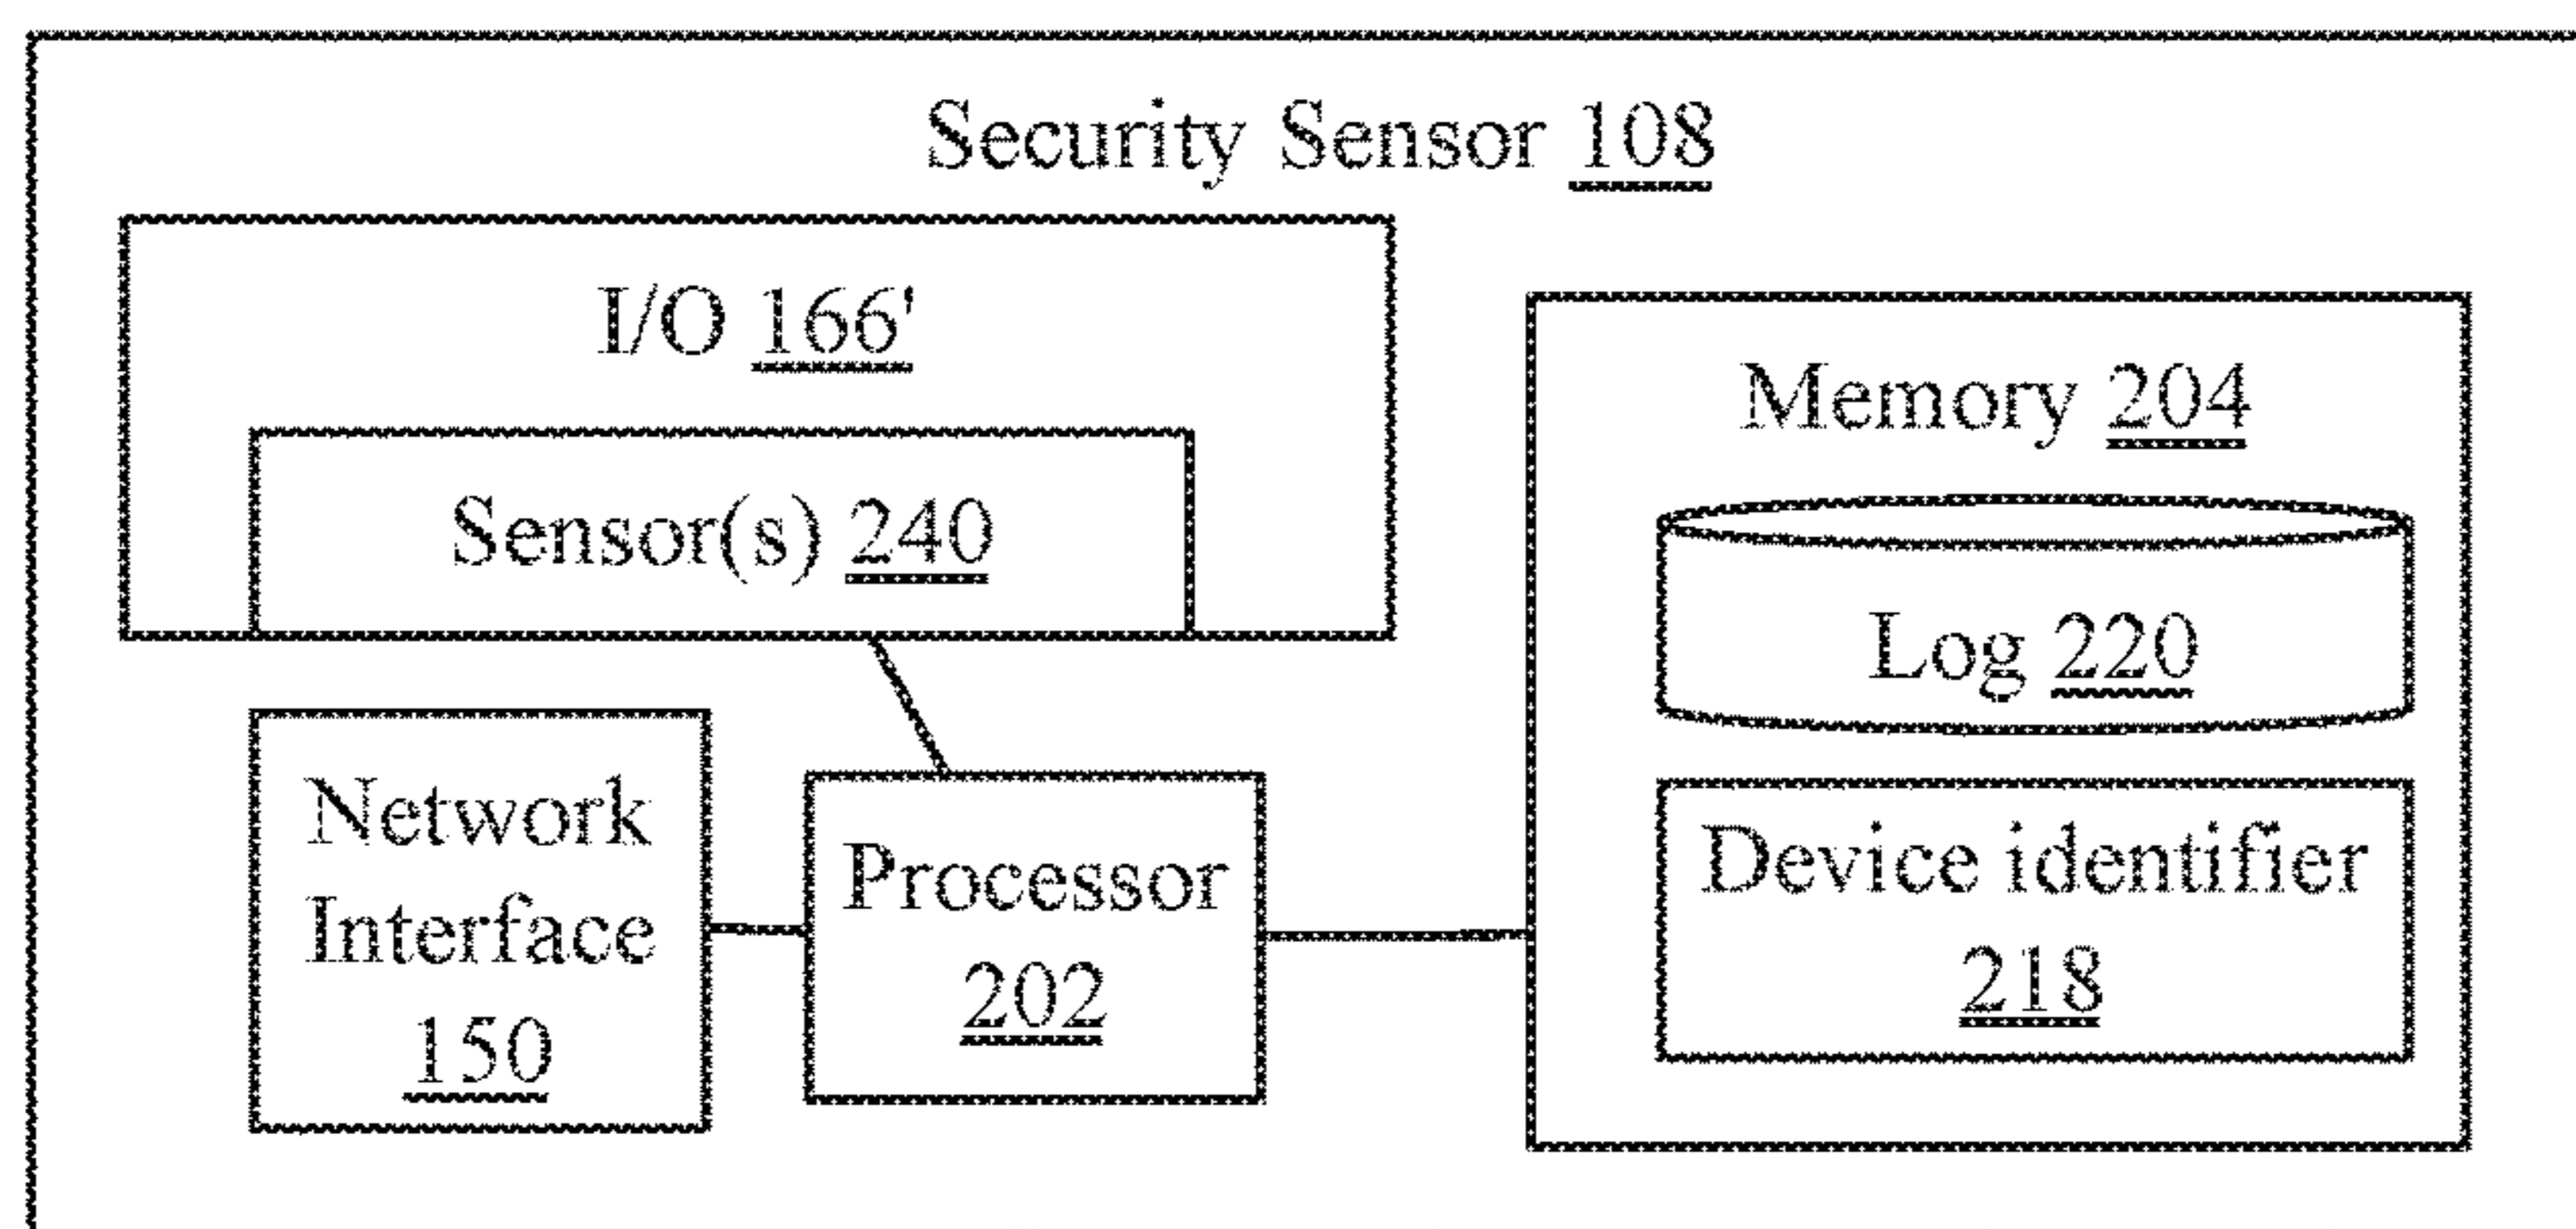 Security Sensor 108
I/O 166'
Sensor(s) 240
Memory 204
Log 220
Network
Interface
150
Processor
202
Device identifier
218